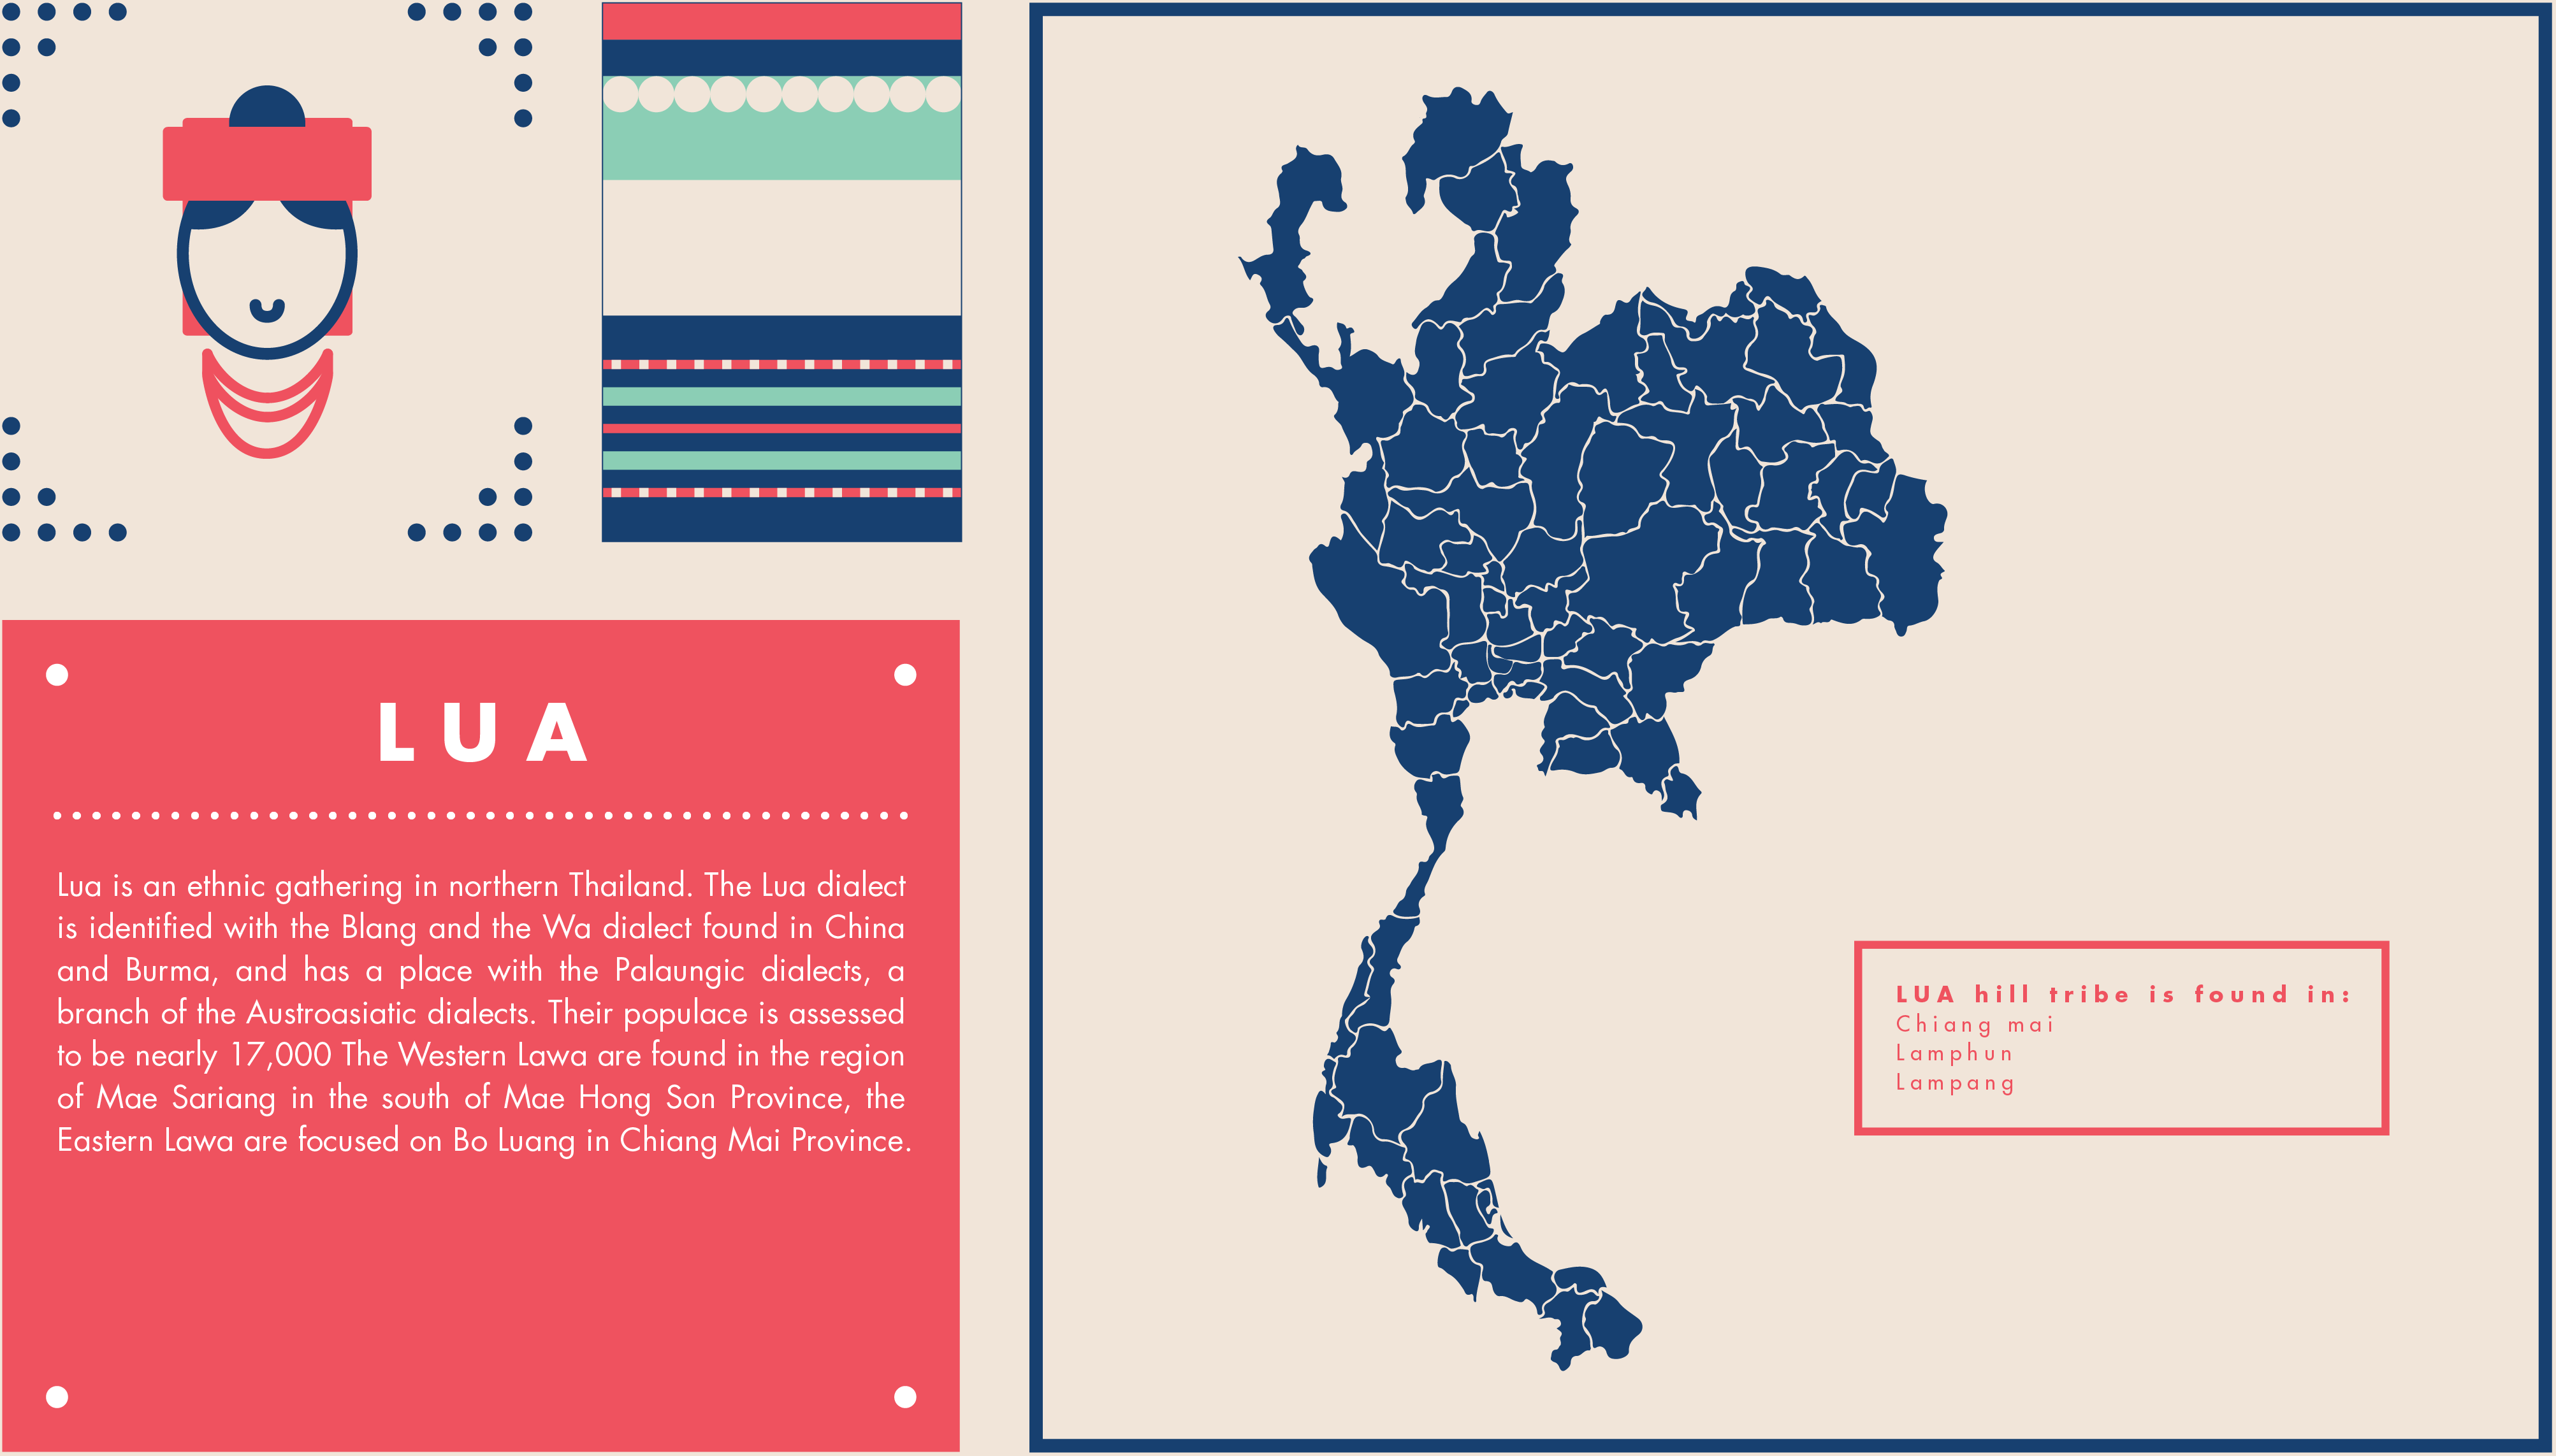 LUA
Lua is an ethnic gathering in northern Thailand. The Lua dialect
is identified with the Blang and the Wa dialect found in China
and Burma, and has a place with the Palaungic dialects, a
branch of the Austroasiatic dialects. Their populace is assessed
to be nearly 17,000 The Western Lawa are found in the region
of Mae Sariang in the south of Mae Hong Son Province, the
Eastern Lawa are focused on Bo Luang in Chiang Mai Province.
LUA hill tribe is found in:
Chiang mai
Lamphun
Lampang